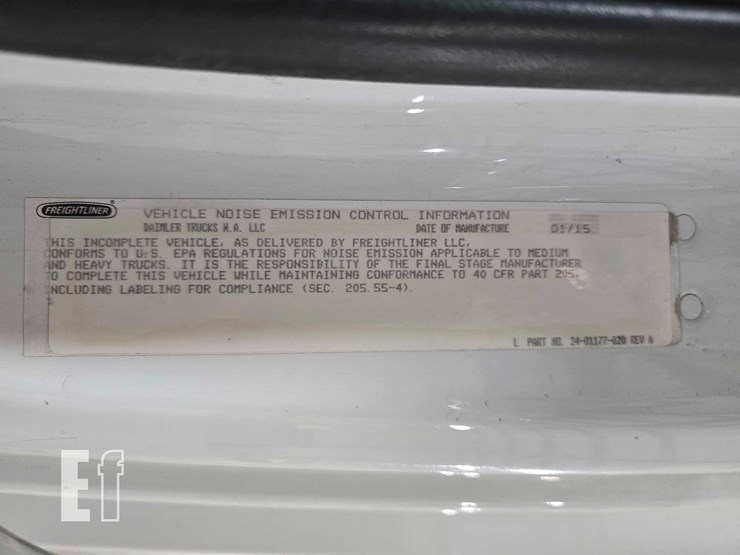 FREIGHTLINER
VEHICLE NOISE EMISSION CONTROL INFORMATION
DAIMLER TRUCKS N.A. LLC DATE OF MANUFACTURE 01/15
THIS INCOMPLETE VEHICLE, AS DELIVERED BY FREIGHTLINER LLC,
CONFORMS TO U.S. EPA REGULATIONS FOR NOISE EMISSION APPLICABLE TO MEDIUM
AND HEAVY TRUCKS. IT IS THE RESPONSIBILITY OF THE FINAL STAGE MANUFACTURER
TO COMPLETE THIS VEHICLE WHILE MAINTAINING CONFORMANCE TO 40 CFR PART 205,
INCLUDING LABELING FOR COMPLIANCE (SEC. 205.55-4).
L PART NO. 24-01177-020 REV A
Ef